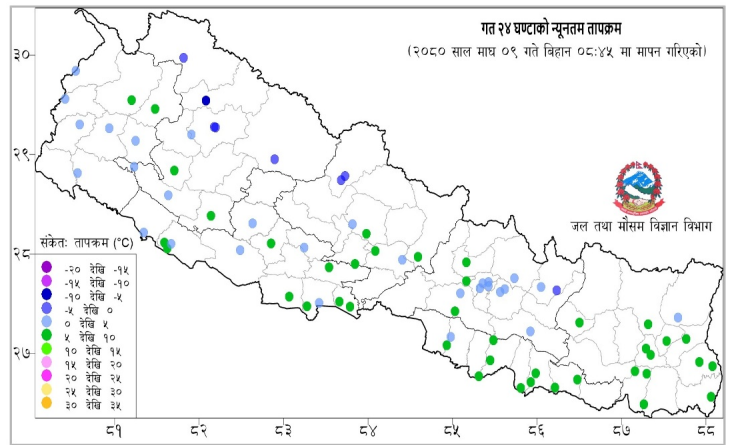 गत २४ घण्टाको न्यूनतम तापक्रम
(२०८० साल माघ ०९ गते बिहान ०८:४५ मा मापन गरिएको)
३०
२९
२८
२७
जल तथा मौसम विज्ञान विभाग
संकेत: तापक्रम (°C)
-२० देखि -१५
-१५ देखि -१०
-१० देखि -५
-५ देखि ०
० देखि ५
५ देखि १०
१० देखि १५
१५ देखि २०
२० देखि २५
२५ देखि ३०
३० देखि ३५
८१ ८२ ८३ ८४ ८५ ८६ ८७ ८८